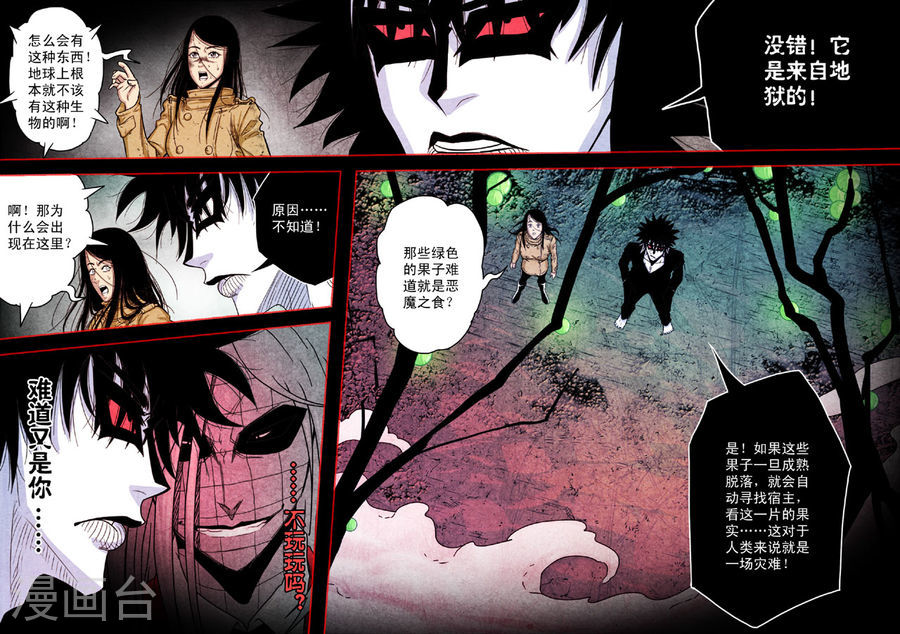 怎么会有
这种东西！
地球上根
本就不该
有这种生
物的啊！
没错！它
是来自地
狱的！
啊！那为
什么会出
现在这里？
原因……
不知道！
那些绿色
的果子难
道就是恶
魔之食？
是！如果这些
果子一旦成熟
脱落，就会自
动寻找宿主，
看这一片的果
实……这对于
人类来说就是
一场灾难！
难道又是你……
……不玩玩吗？
漫画台